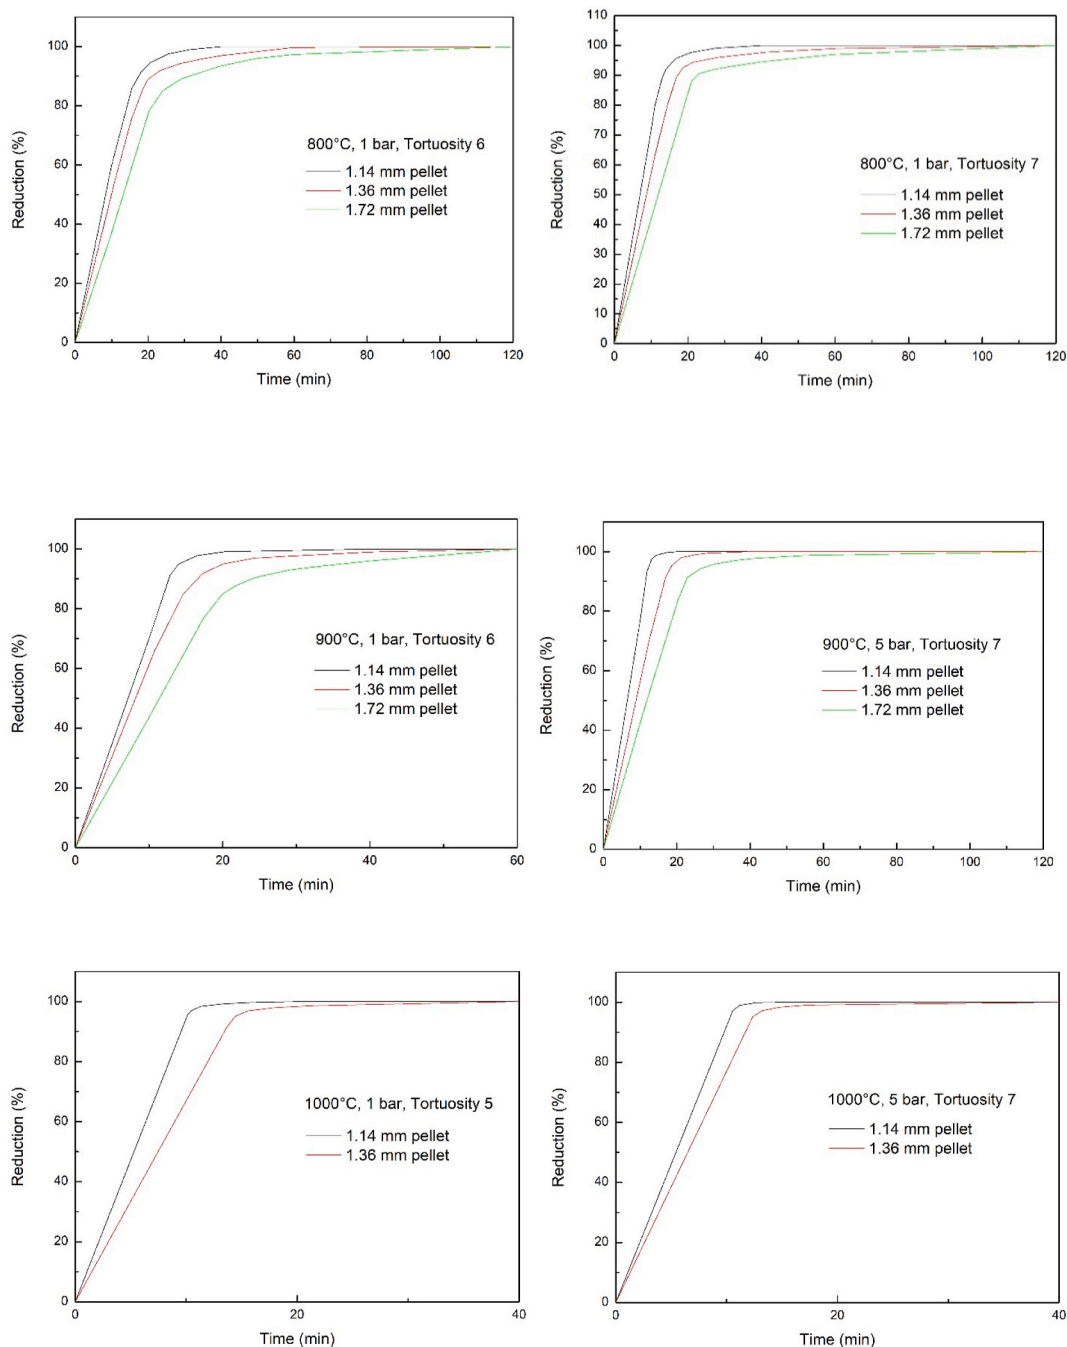 100
80
60
40
20
0
Reduction (%)
800°C, 1 bar, Tortuosity 6
1.14 mm pellet
1.36 mm pellet
1.72 mm pellet
0 20 40 60 80 100 120
Time (min)
110
100
90
80
70
60
50
40
30
20
10
0
Reduction (%)
800°C, 1 bar, Tortuosity 7
1.14 mm pellet
1.36 mm pellet
1.72 mm pellet
0 20 40 60 80 100 120
Time (min)
100
80
60
40
20
0
Reduction (%)
900°C, 1 bar, Tortuosity 6
1.14 mm pellet
1.36 mm pellet
1.72 mm pellet
0 20 40 60
Time (min)
100
80
60
40
20
0
Reduction (%)
900°C, 5 bar, Tortuosity 7
1.14 mm pellet
1.36 mm pellet
1.72 mm pellet
0 20 40 60 80 100 120
Time (min)
100
80
60
40
20
0
Reduction (%)
1000°C, 1 bar, Tortuosity 5
1.14 mm pellet
1.36 mm pellet
0 20 40
Time (min)
100
80
60
40
20
0
Reduction (%)
1000°C, 5 bar, Tortuosity 7
1.14 mm pellet
1.36 mm pellet
0 20 40
Time (min)